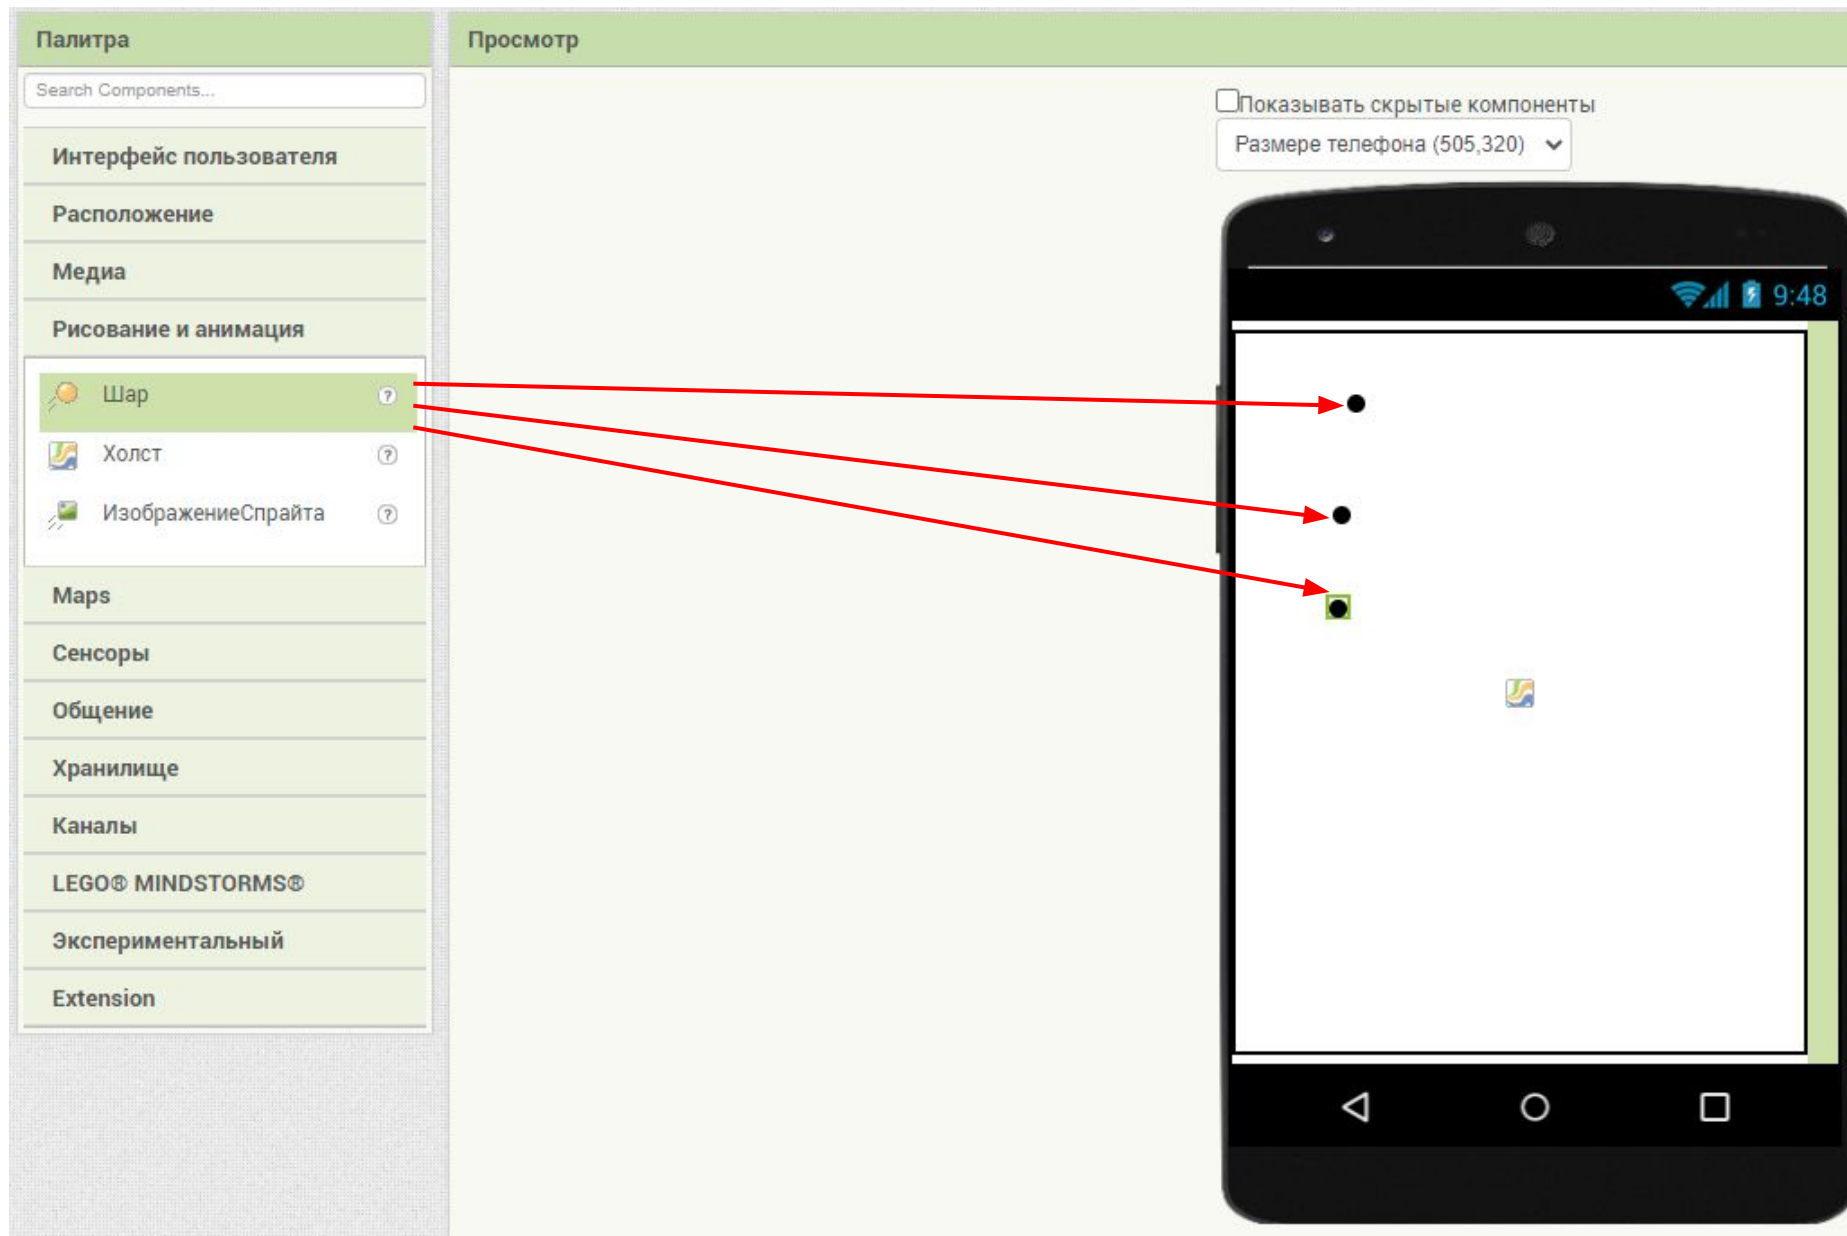 Палитра
Search Components...
Интерфейс пользователя
Расположение
Медиа
Рисование и анимация
Шар ?
Холст ?
ИзображениеСпрайта ?
Maps
Сенсоры
Общение
Хранилище
Каналы
LEGO® MINDSTORMS®
Экспериментальный
Extension
Просмотр
Показывать скрытые компоненты
Размере телефона (505,320)
9:48